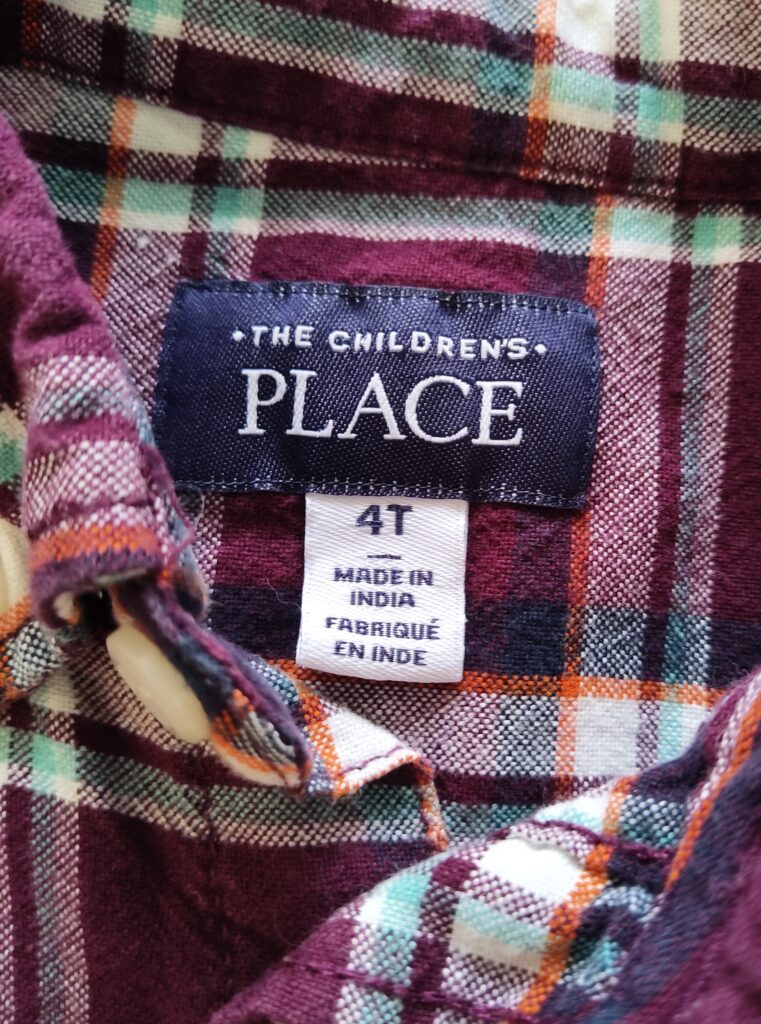 •THE CHILDREN'S•
PLACE
4T
—
MADE IN
INDIA
FABRIQUÉ
EN INDE